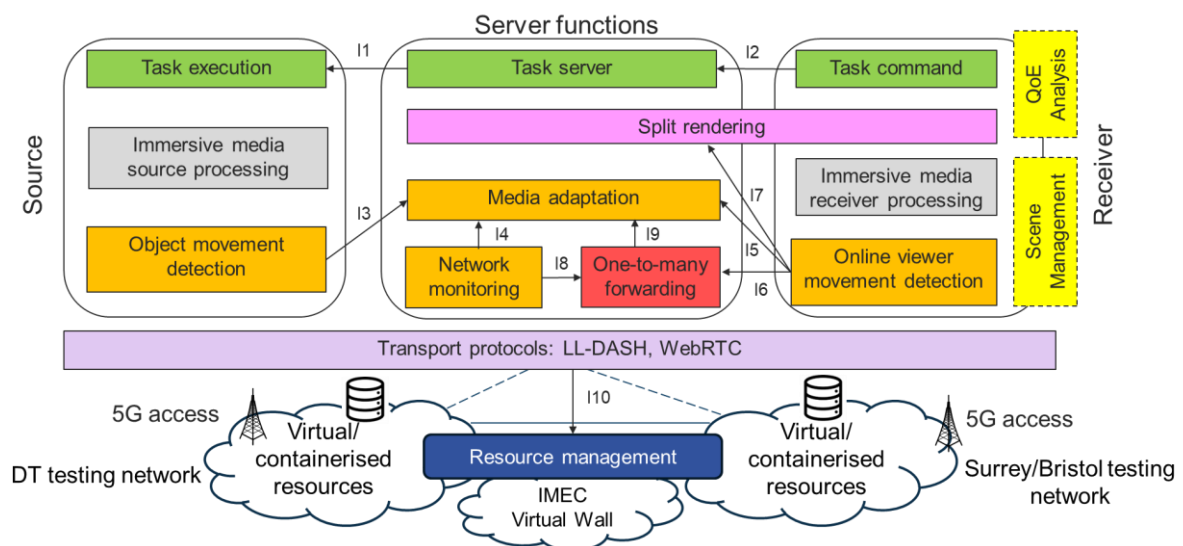 Server functions
I1
I2
Task execution
Task server
Task command
QoE
Analysis
Split rendering
Immersive media
source processing
Source
Immersive media
receiver processing
Receiver
I7
Media adaptation
I3
I4
I9
I5
Object movement
detection
Network
monitoring
I8
One-to-many
forwarding
I6
Online viewer
movement detection
Scene
Management
Transport protocols: LL-DASH, WebRTC
I10
5G access
Virtual/
containerised
resources
DT testing network
Resource management
IMEC
Virtual Wall
Virtual/
containerised
resources
5G access
Surrey/Bristol testing
network